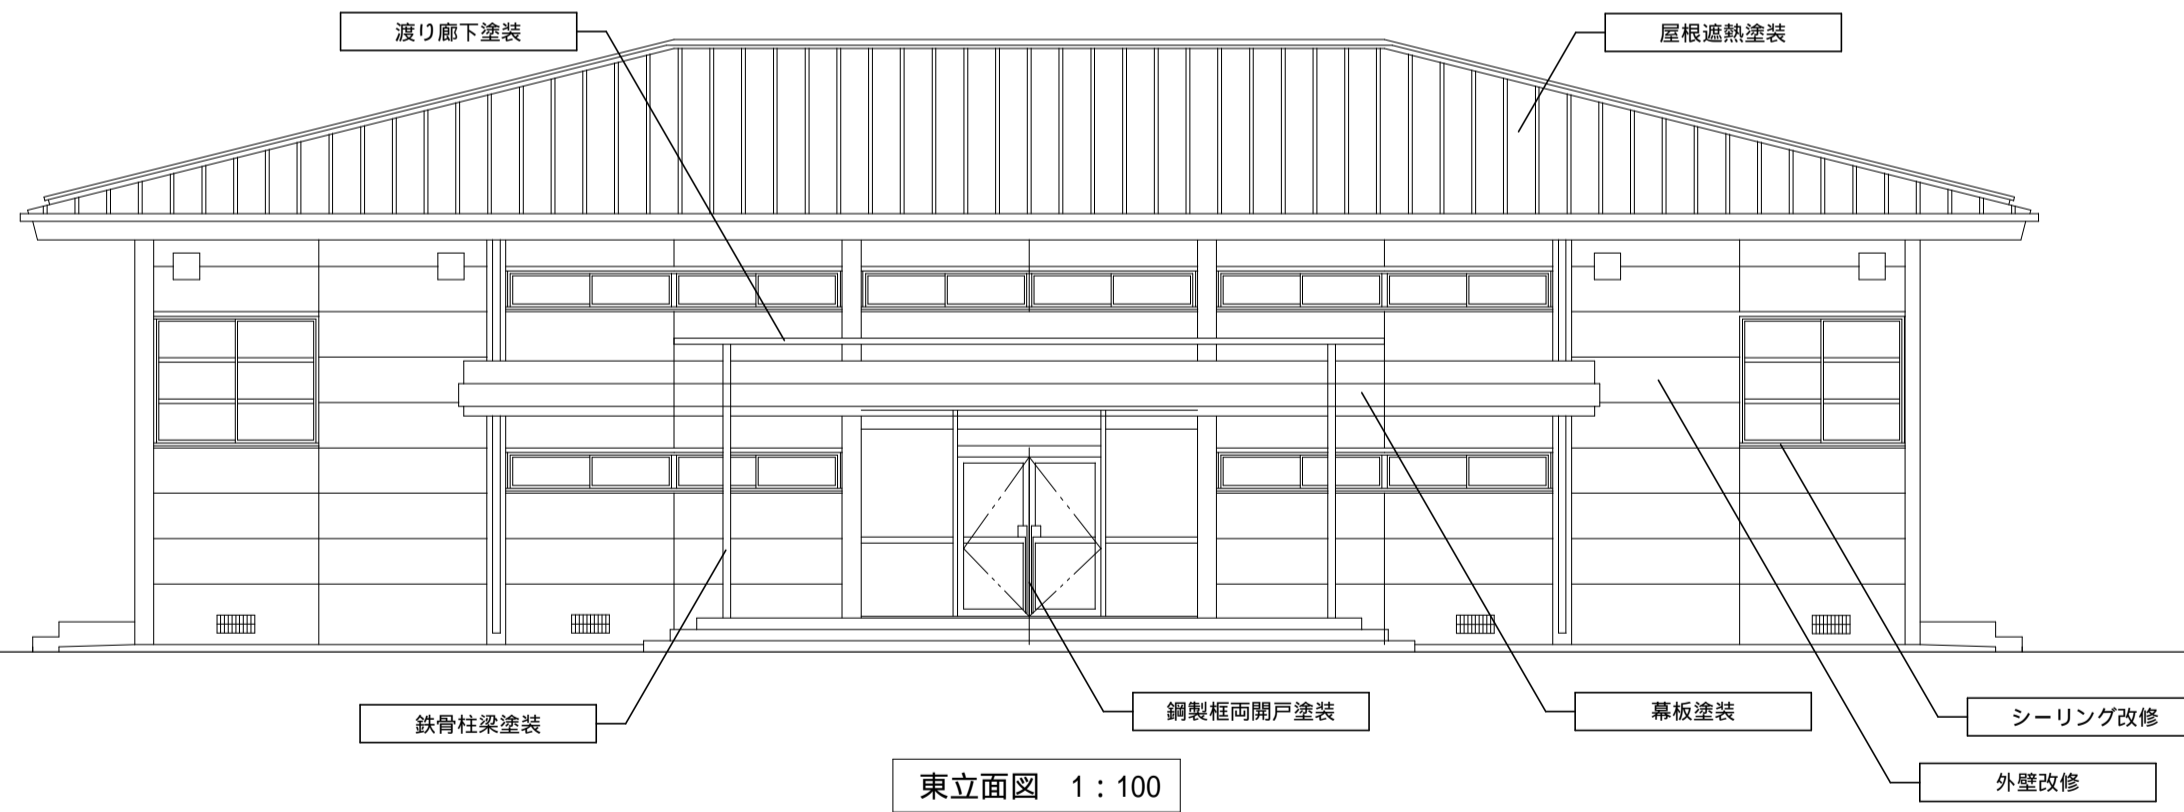 渡り廊下塗装
屋根遮熱塗装
鉄骨柱梁塗装
鋼製框両開戸塗装
幕板塗装
シーリング改修
外壁改修
東立面図 1：100